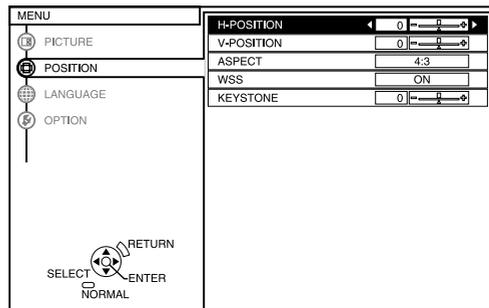 MENU
PICTURE
POSITION
LANGUAGE
OPTION
H-POSITION 0
V-POSITION 0
ASPECT 4:3
WSS ON
KEYSTONE 0
RETURN
SELECT
ENTER
NORMAL